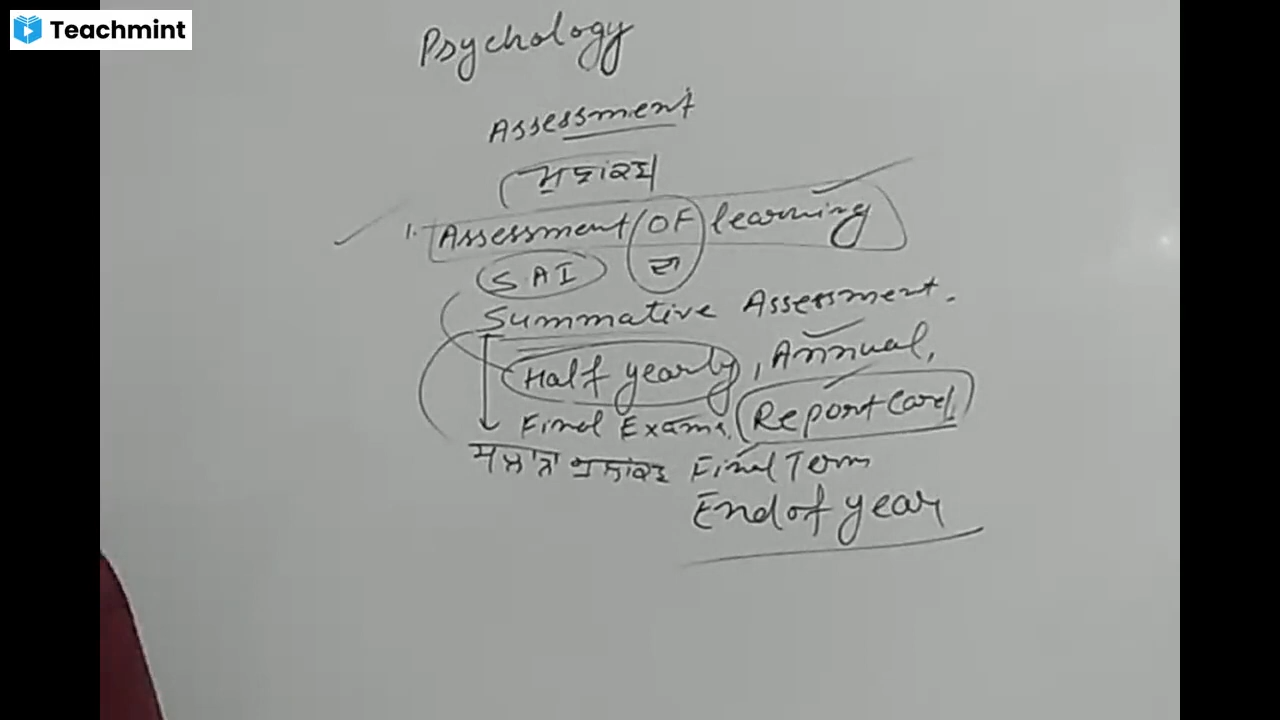 Teachmint
Psychology
Assessment
ਮੁਲਾਂਕਣ
1. Assessment OF learning
SAI ਦਾ
Summative Assessment.
Half yearly, Annual,
Final Exams, Report Card,
ਮੁਲਾਂਕਣ Final Term
End of year